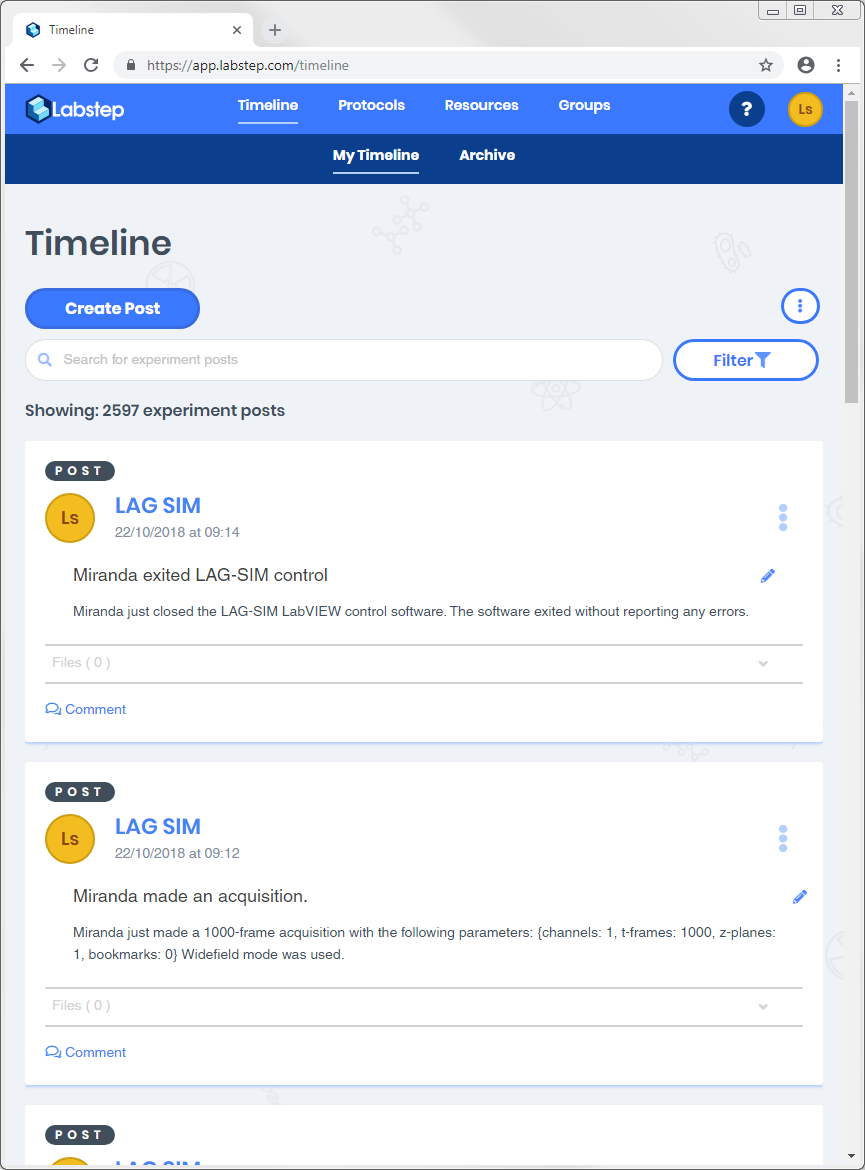 Timeline
https://app.labstep.com/timeline
Labstep
Timeline Protocols Resources Groups
? Ls
My Timeline Archive
Timeline
Create Post
Search for experiment posts
Filter
Showing: 2597 experiment posts
POST
Ls
LAG SIM
22/10/2018 at 09:14
Miranda exited LAG-SIM control
Miranda just closed the LAG-SIM LabVIEW control software. The software exited without reporting any errors.
Files ( 0 )
Comment
POST
Ls
LAG SIM
22/10/2018 at 09:12
Miranda made an acquisition.
Miranda just made a 1000-frame acquisition with the following parameters: {channels: 1, t-frames: 1000, z-planes:
1, bookmarks: 0} Widefield mode was used.
Files ( 0 )
Comment
POST
LAG SIM